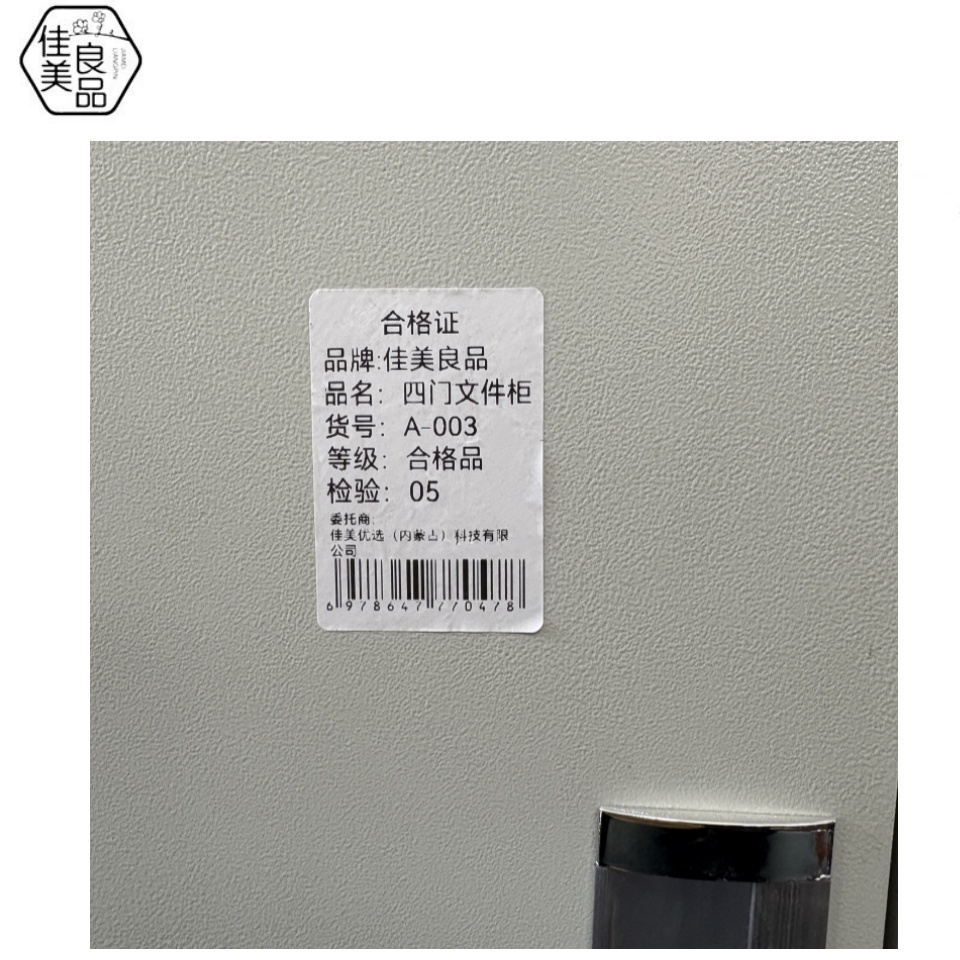 佳美
良品
JIAMEI
LIANGPIN
合格证
品牌:佳美良品
品名：四门文件柜
货号：A-003
等级：合格品
检验：05
委托商:
佳美优选（内蒙古）科技有限
公司
6978647770478